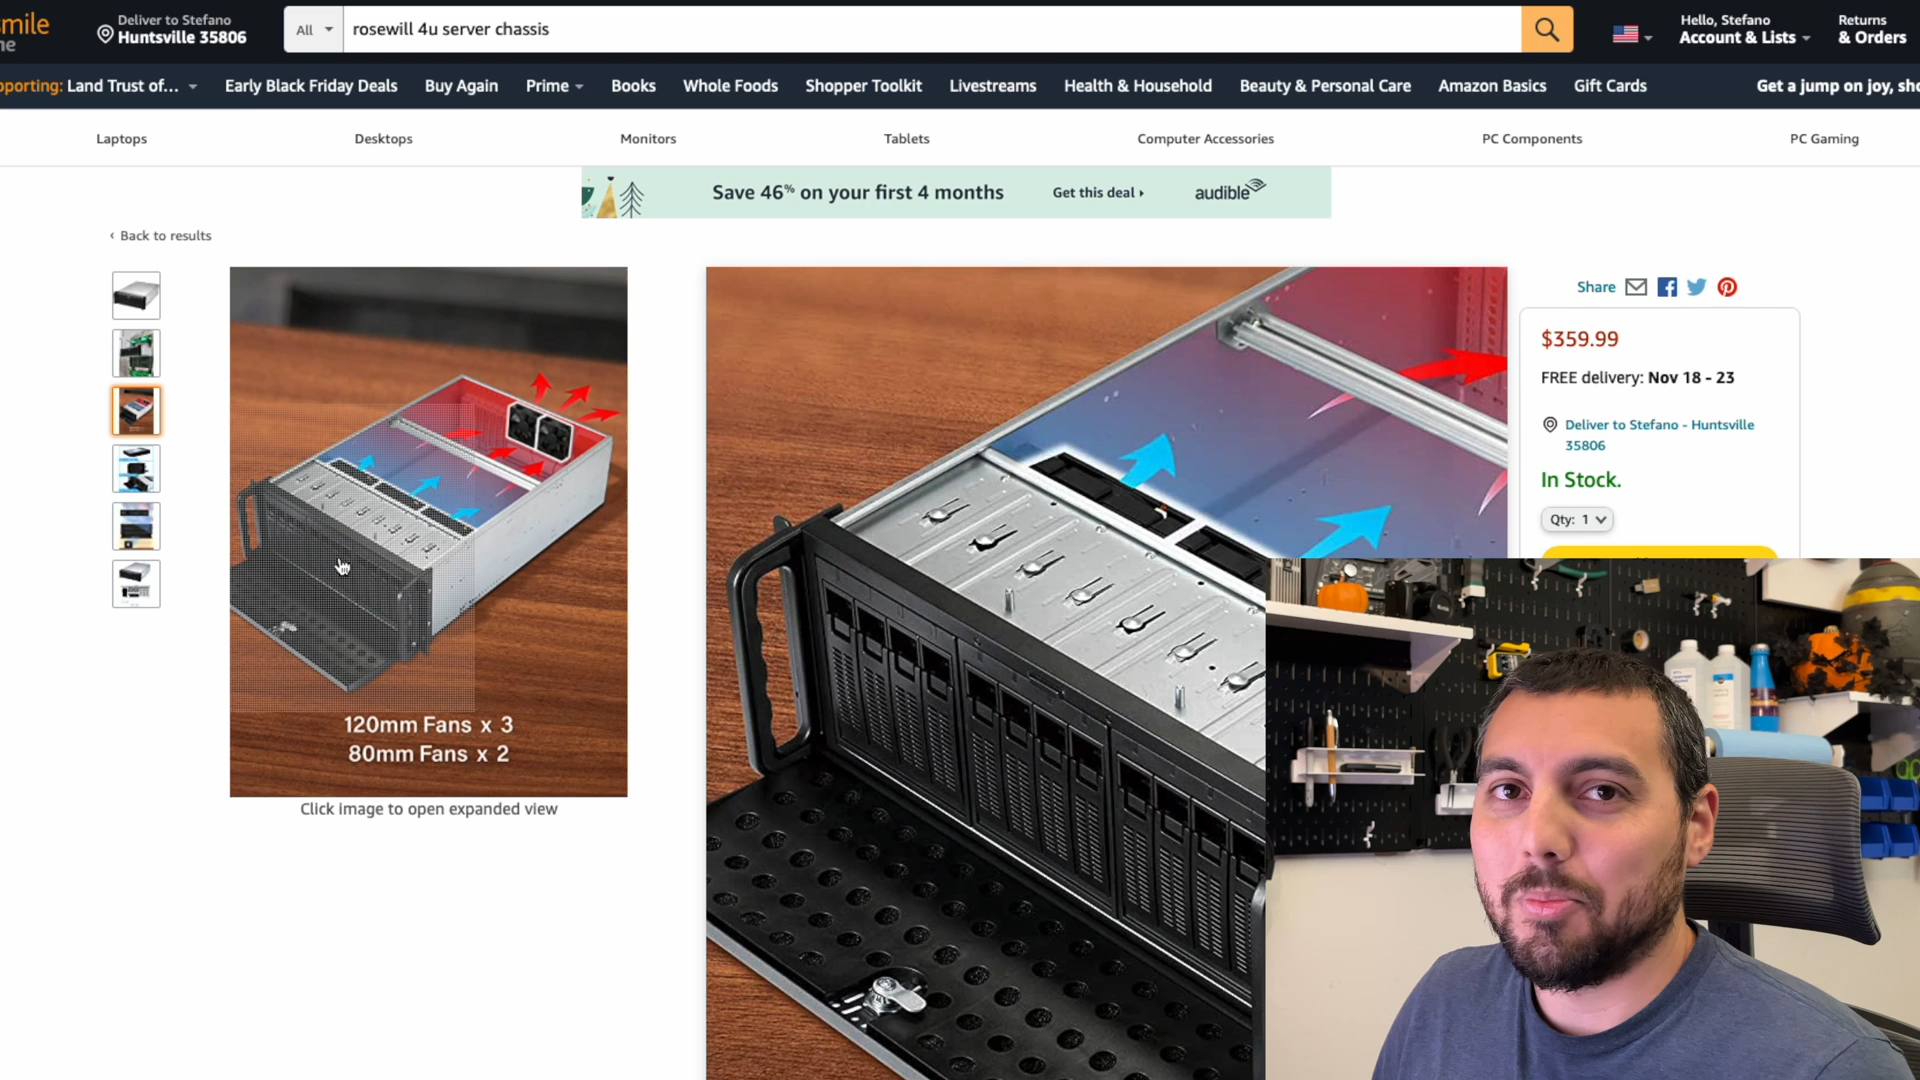 mile
ne
Deliver to Stefano
Huntsville 35806
All
rosewill 4u server chassis
Hello, Stefano
Account & Lists
Returns
& Orders
pporting: Land Trust of...
Early Black Friday Deals
Buy Again
Prime
Books
Whole Foods
Shopper Toolkit
Livestreams
Health & Household
Beauty & Personal Care
Amazon Basics
Gift Cards
Get a jump on joy, sho
Laptops
Desktops
Monitors
Tablets
Computer Accessories
PC Components
PC Gaming
Save 46% on your first 4 months
Get this deal
audible
‹ Back to results
120mm Fans x 3
80mm Fans x 2
Click image to open expanded view
Share
$359.99
FREE delivery: Nov 18 - 23
Deliver to Stefano - Huntsville
35806
In Stock.
Qty: 1